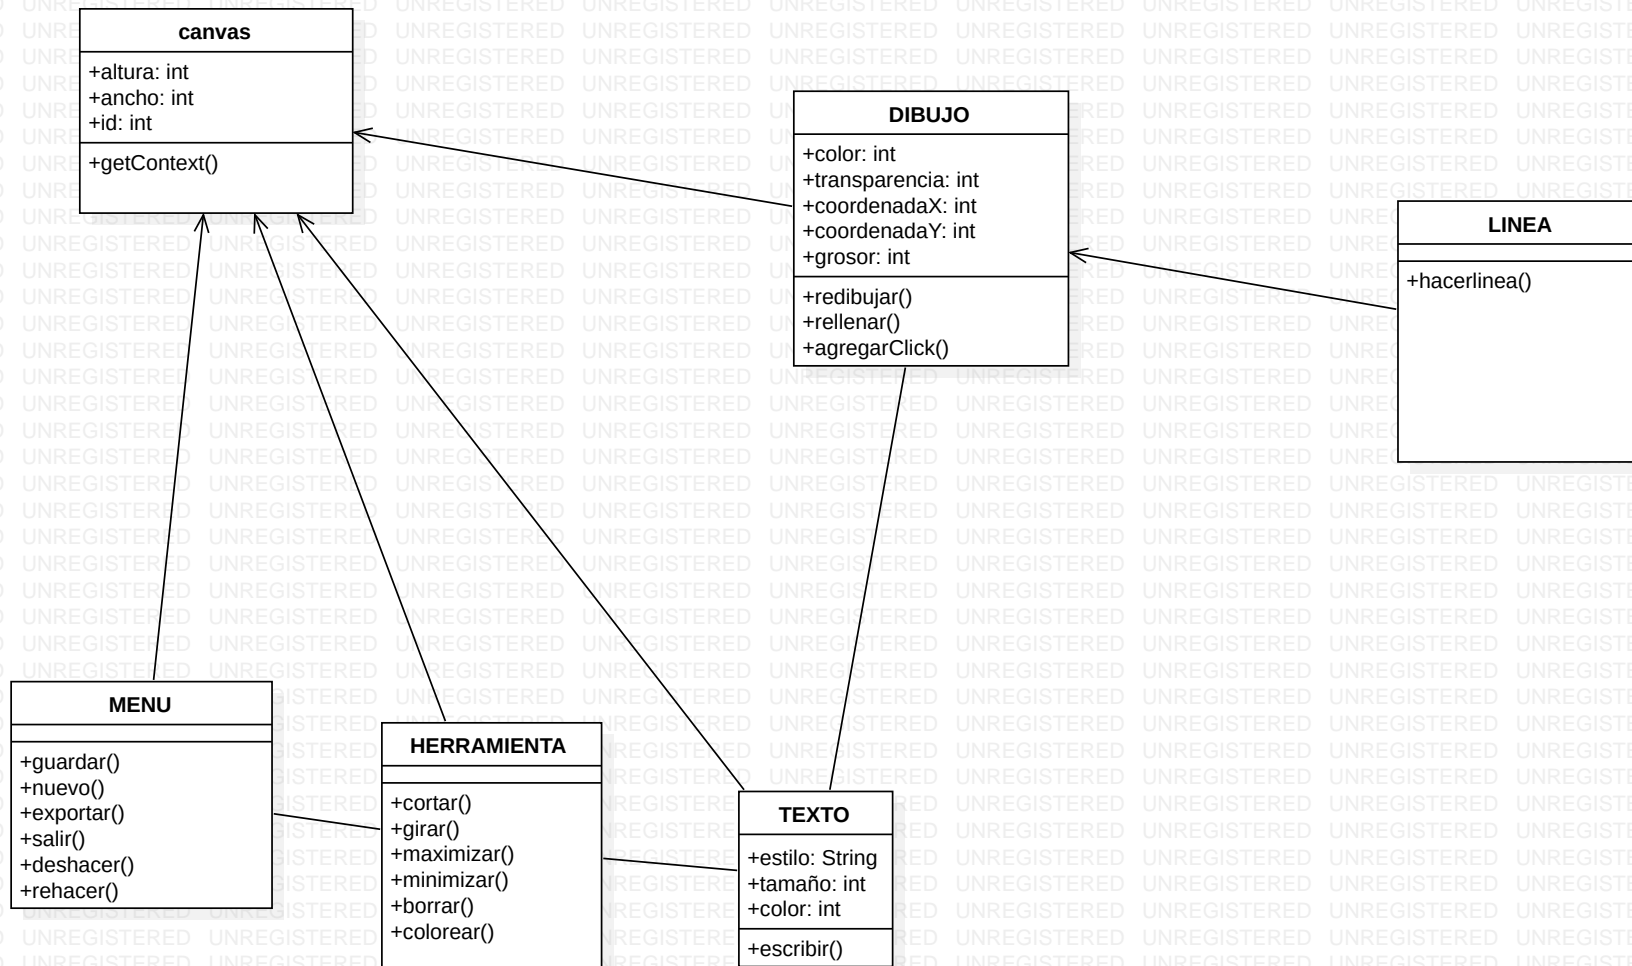 canvas
+altura: int
+ancho: int
+id: int
+getContext()
DIBUJO
+color: int
+transparencia: int
+coordenadaX: int
+coordenadaY: int
+grosor: int
+redibujar()
+rellenar()
+agregarClick()
LINEA
+hacerlinea()
MENU
+guardar()
+nuevo()
+exportar()
+salir()
+deshacer()
+rehacer()
HERRAMIENTA
+cortar()
+girar()
+maximizar()
+minimizar()
+borrar()
+colorear()
TEXTO
+estilo: String
+tamaño: int
+color: int
+escribir()
UNREGISTERED